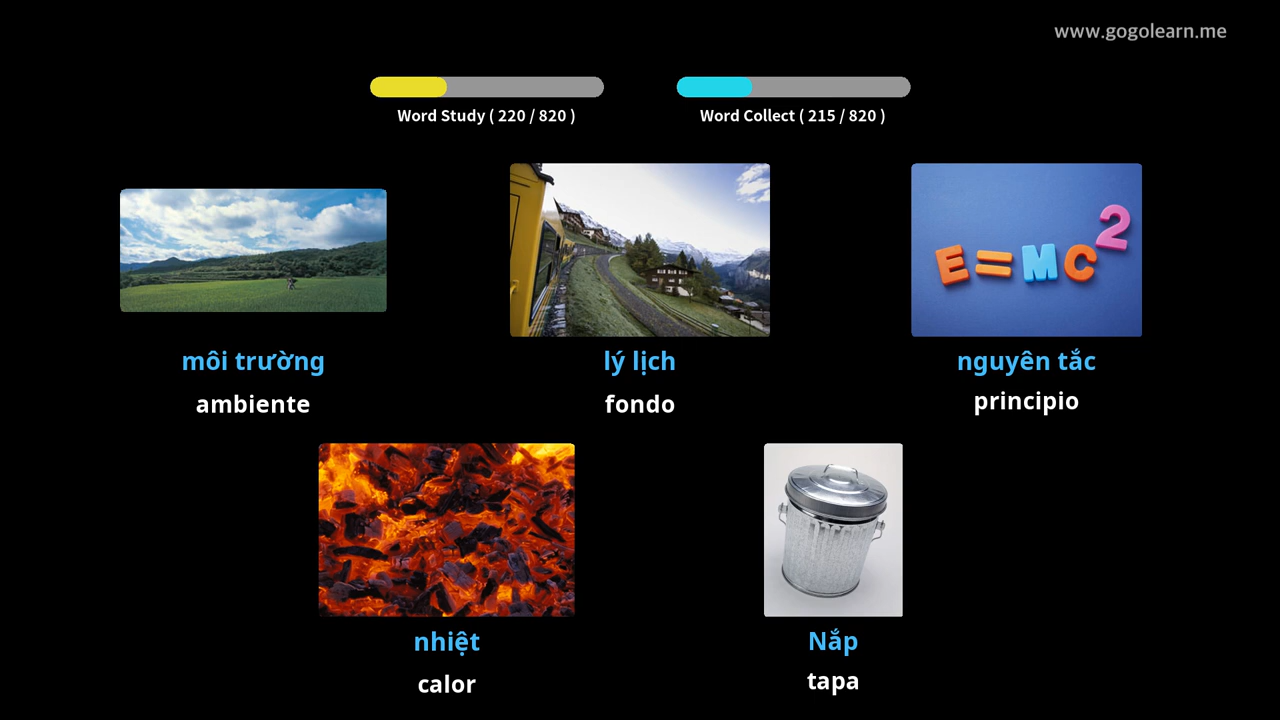 www.gogolearn.me
Word Study ( 220 / 820 )
Word Collect ( 215 / 820 )
E=MC2
môi trường
ambiente
lý lịch
fondo
nguyên tắc
principio
nhiệt
calor
Nắp
tapa